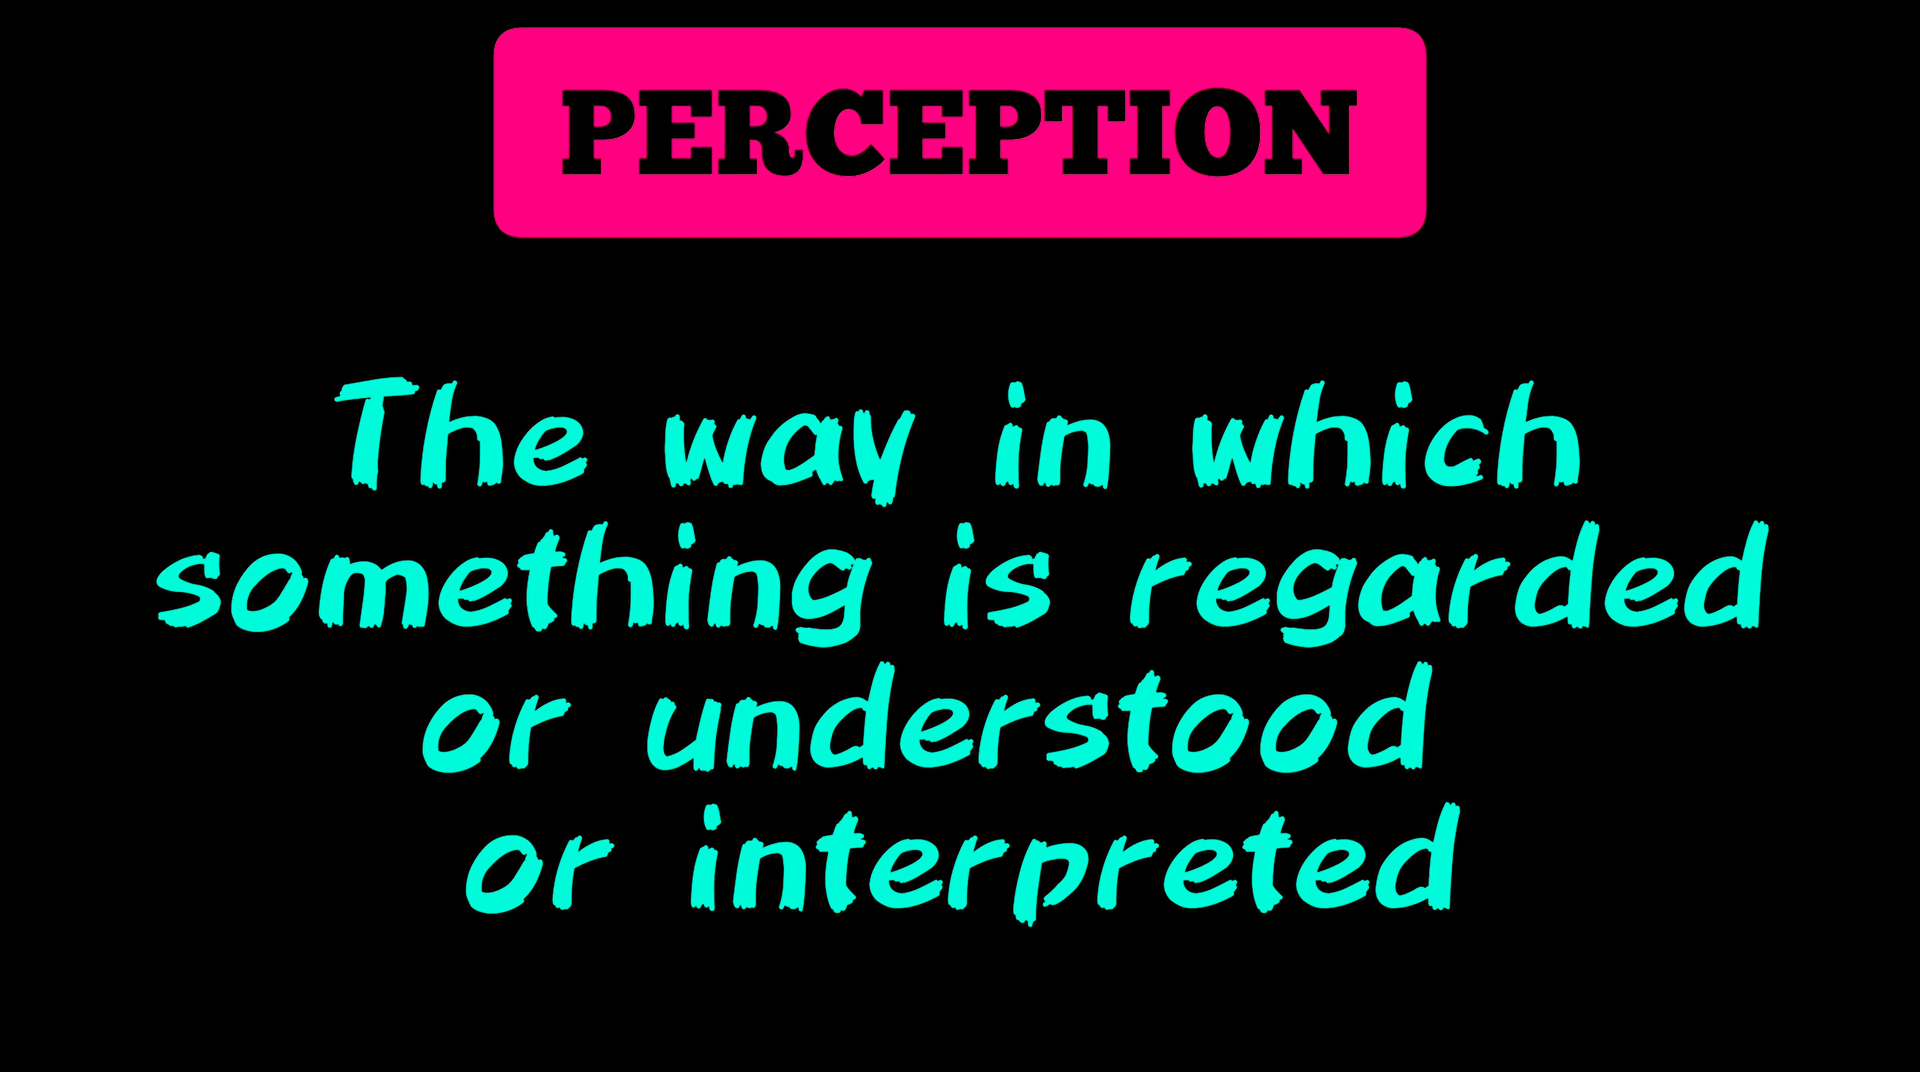 PERCEPTION
The way in which
something is regarded
or understood
or interpreted